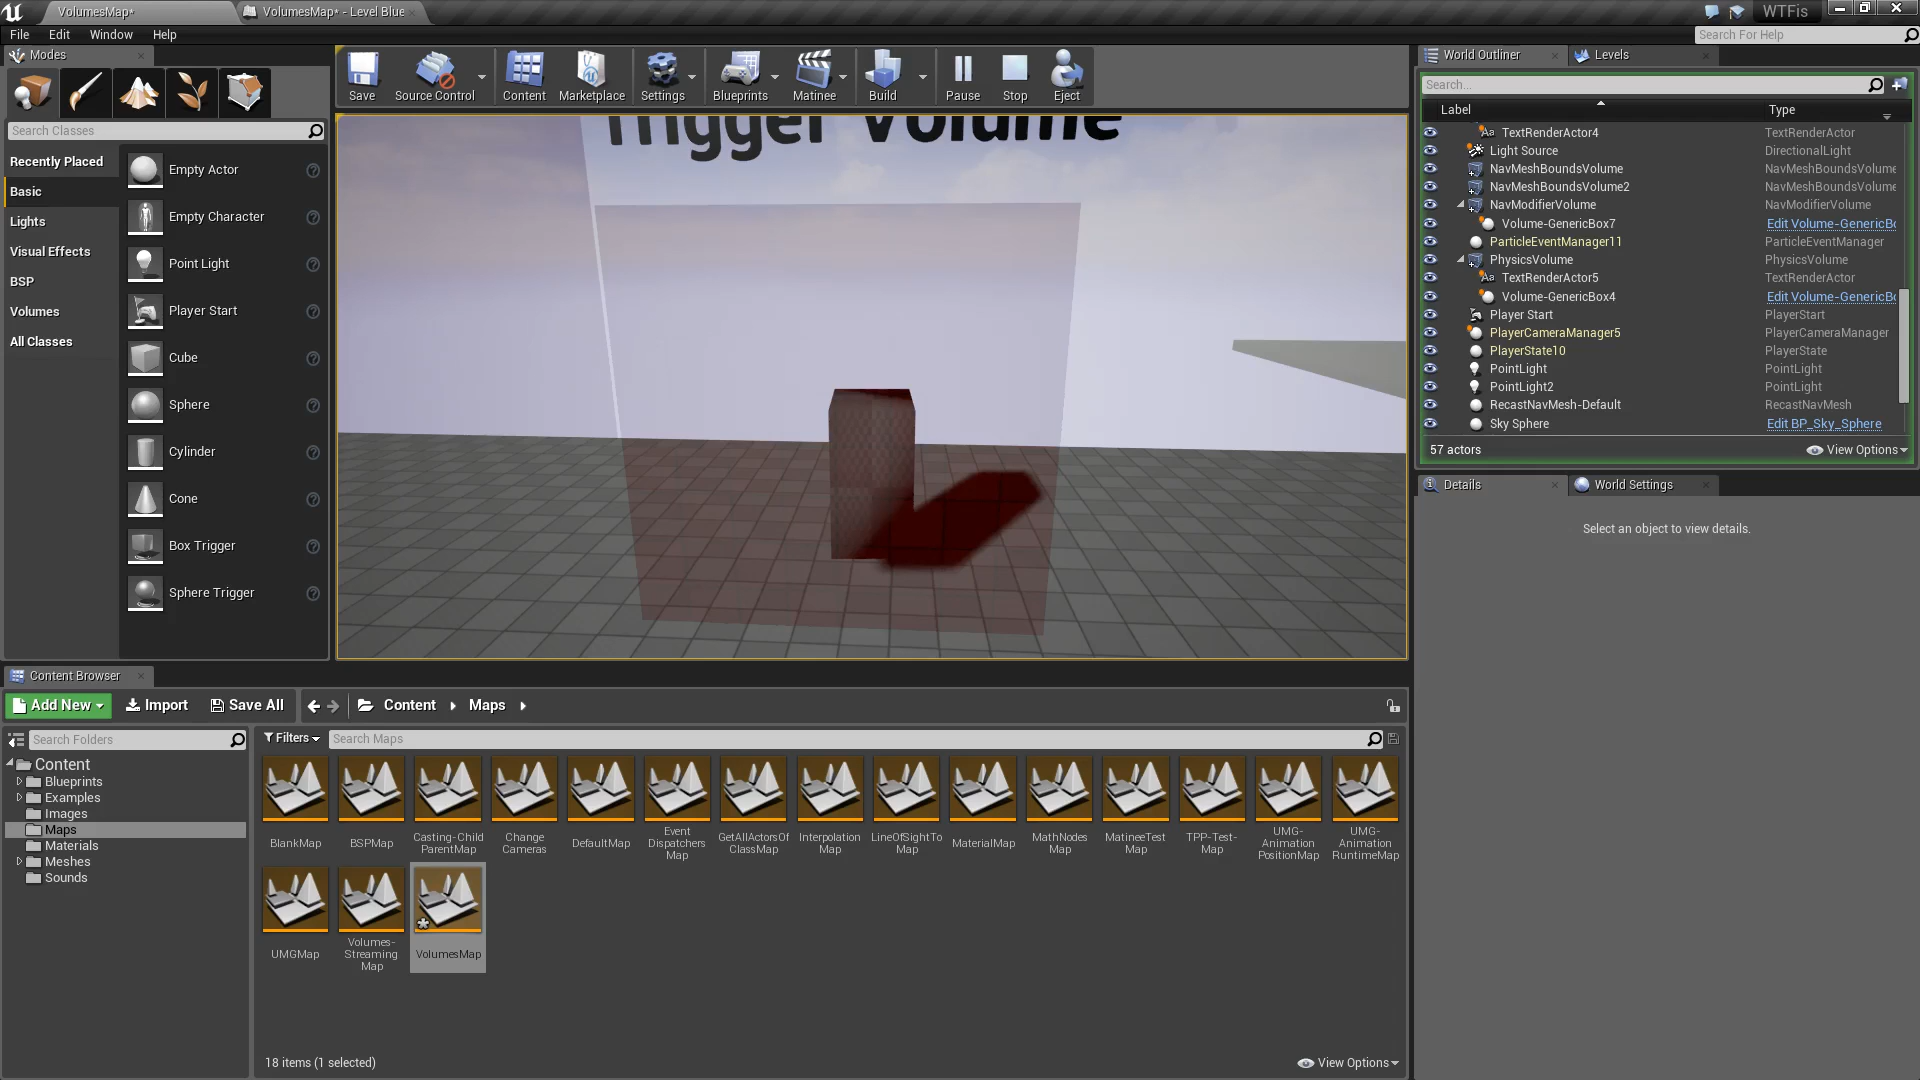 VolumesMap*
VolumesMap* - Level Blue
WTFis
File
Edit
Window
Help
Search For Help
Modes
Search Classes
Recently Placed
Basic
Lights
Visual Effects
BSP
Volumes
All Classes
Empty Actor
Empty Character
Point Light
Player Start
Cube
Sphere
Cylinder
Cone
Box Trigger
Sphere Trigger
Save
Source Control
Content
Marketplace
Settings
Blueprints
Matinee
Build
Pause
Stop
Eject
Trigger Volume
World Outliner
Levels
Search...
Label
Type
TextRenderActor4
TextRenderActor
Light Source
DirectionalLight
NavMeshBoundsVolume
NavMeshBoundsVolume
NavMeshBoundsVolume2
NavMeshBoundsVolume
NavModifierVolume
NavModifierVolume
Volume-GenericBox7
Edit Volume-GenericBo
ParticleEventManager11
ParticleEventManager
PhysicsVolume
PhysicsVolume
TextRenderActor5
TextRenderActor
Volume-GenericBox4
Edit Volume-GenericBo
Player Start
PlayerStart
PlayerCameraManager5
PlayerCameraManager
PlayerState10
PlayerState
PointLight
PointLight
PointLight2
PointLight
RecastNavMesh-Default
RecastNavMesh
Sky Sphere
Edit BP_Sky_Sphere
57 actors
View Options
Details
World Settings
Select an object to view details.
Content Browser
Add New
Import
Save All
Content
Maps
Search Folders
Content
Blueprints
Examples
Images
Maps
Materials
Meshes
Sounds
Filters
Search Maps
BlankMap
BSPMap
Casting-Child
ParentMap
Change
Cameras
DefaultMap
Event
Dispatchers
Map
GetAllActorsOf
ClassMap
Interpolation
Map
LineOfSightTo
Map
MaterialMap
MathNodes
Map
MatineeTest
Map
TPP-Test-
Map
UMG-
Animation
PositionMap
UMG-
Animation
RuntimeMap
UMGMap
Volumes-
Streaming
Map
VolumesMap
18 items (1 selected)
View Options